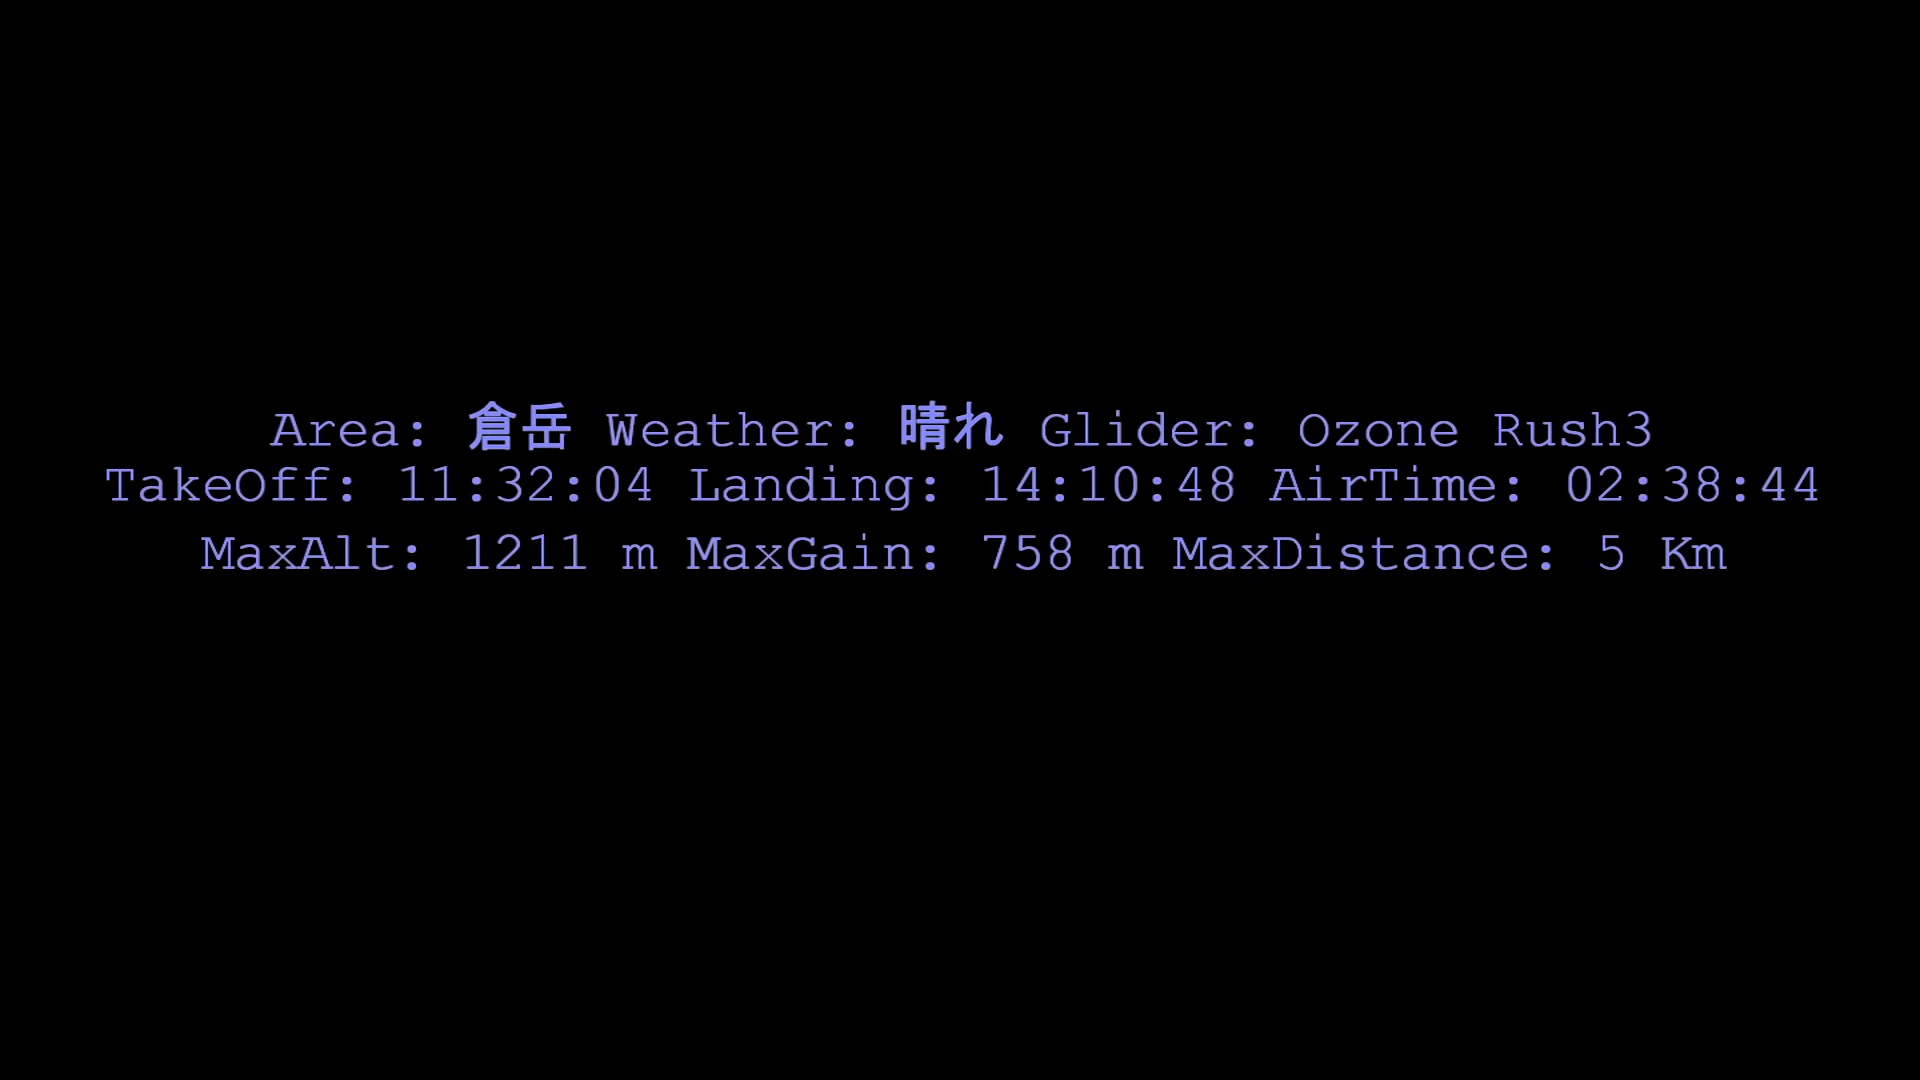 Area: 倉岳 Weather: 晴れ Glider: Ozone Rush3
TakeOff: 11:32:04 Landing: 14:10:48 AirTime: 02:38:44
MaxAlt: 1211 m MaxGain: 758 m MaxDistance: 5 Km